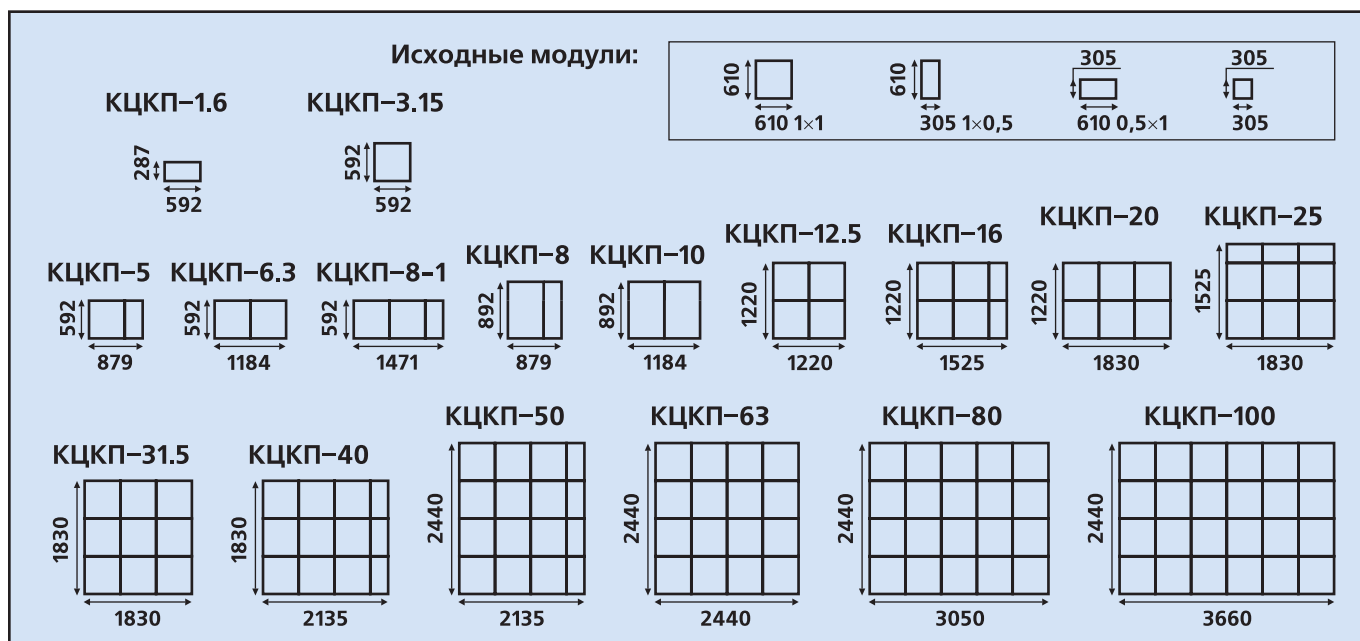 Исходные модули:
610
610 1×1
610
305 1×0,5
305
610 0,5×1
305
305
КЦКП–1.6
287
592
КЦКП–3.15
592
592
КЦКП–5
592
879
КЦКП–6.3
592
1184
КЦКП–8-1
592
1471
КЦКП–8
892
879
КЦКП–10
892
1184
КЦКП–12.5
1220
1220
КЦКП–16
1220
1525
КЦКП–20
1220
1830
КЦКП–25
1525
1830
КЦКП–31.5
1830
1830
КЦКП–40
1830
2135
КЦКП–50
2440
2135
КЦКП–63
2440
2440
КЦКП–80
2440
3050
КЦКП–100
2440
3660